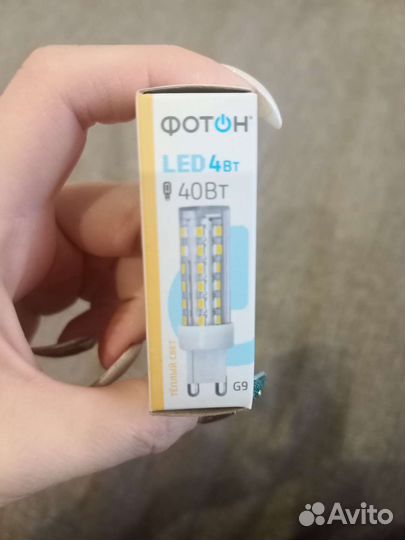 ФОТОН®
LED 4Вт
40Вт
ТЁПЛЫЙ СВЕТ
G9
Avito